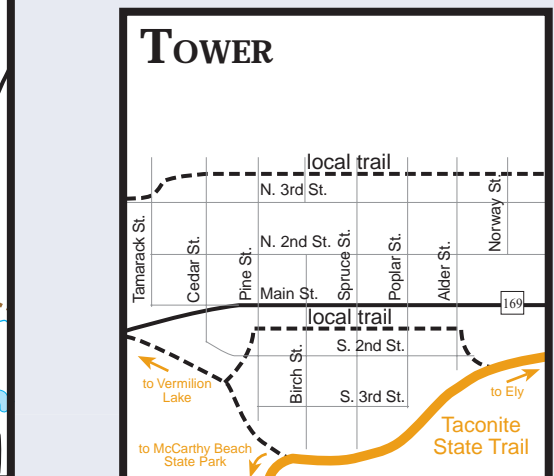 TOWER
local trail
N. 3rd St.
Norway St.
Tamarack St.
Cedar St.
Pine St.
N. 2nd St.
Spruce St.
Poplar St.
Alder St.
Main St.
169
local trail
S. 2nd St.
Birch St.
to Vermilion
Lake
to Ely
S. 3rd St.
Taconite
State Trail
to McCarthy Beach
State Park